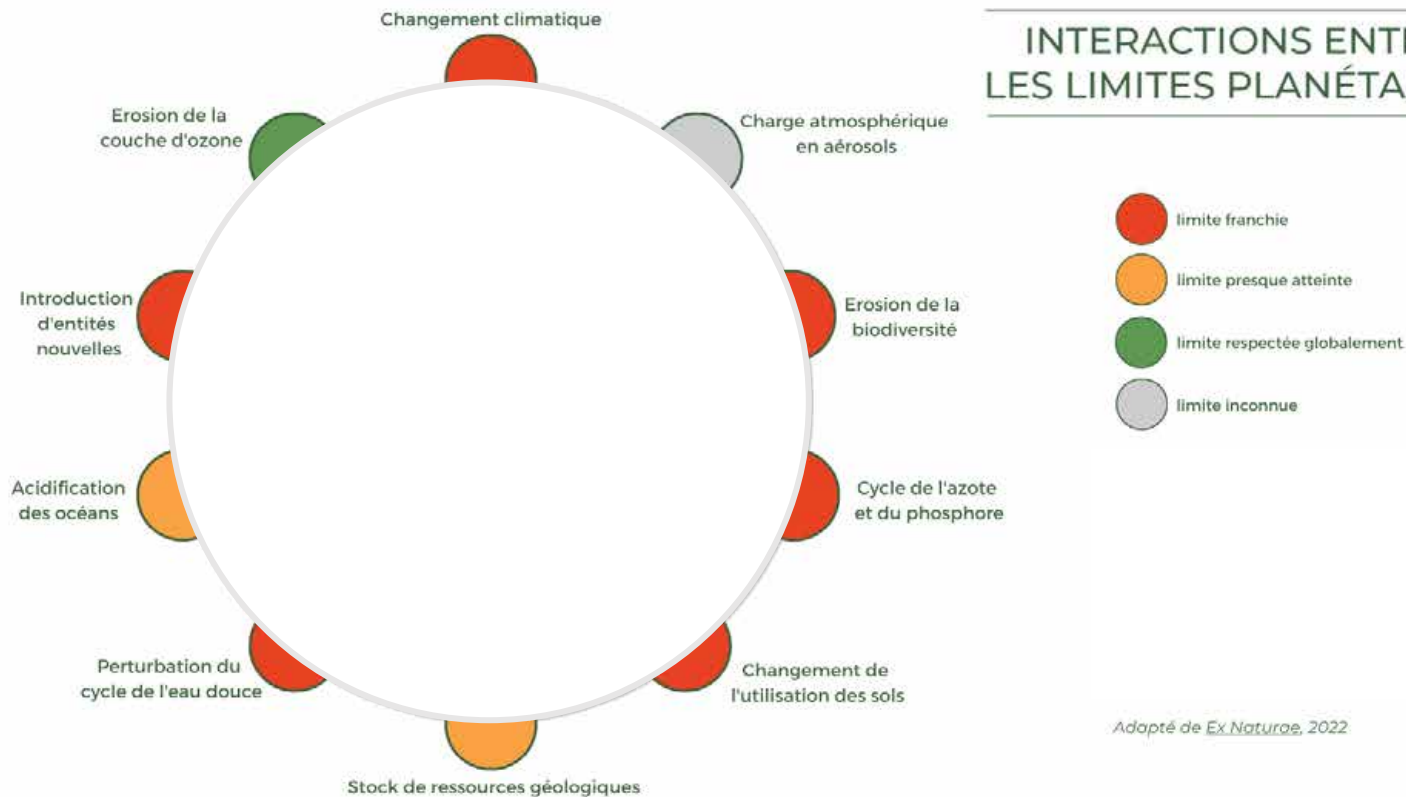 Changement climatique
INTERACTIONS ENT
LES LIMITES PLANÉTA
Erosion de la
couche d'ozone
Charge atmosphérique
en aérosols
limite franchie
limite presque atteinte
limite respectée globalement
limite inconnue
Introduction
d'entités
nouvelles
Erosion de la
biodiversité
Acidification
des océans
Cycle de l'azote
et du phosphore
Perturbation du
cycle de l'eau douce
Changement de
l'utilisation des sols
Stock de ressources géologiques
Adapté de Ex Naturae, 2022